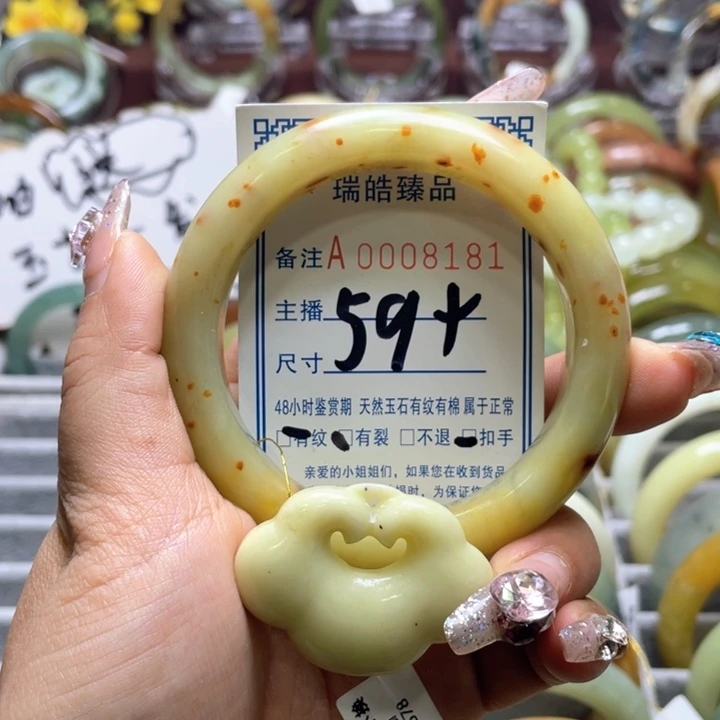 瑞皓臻品
备注A 0008181
主播
尺寸 59+
48小时鉴赏期 天然玉石有纹有棉 属于正常
□有纹 □有裂 □不退 □扣手
亲爱的小姐姐们，如果您在收到货品
时，为保证您